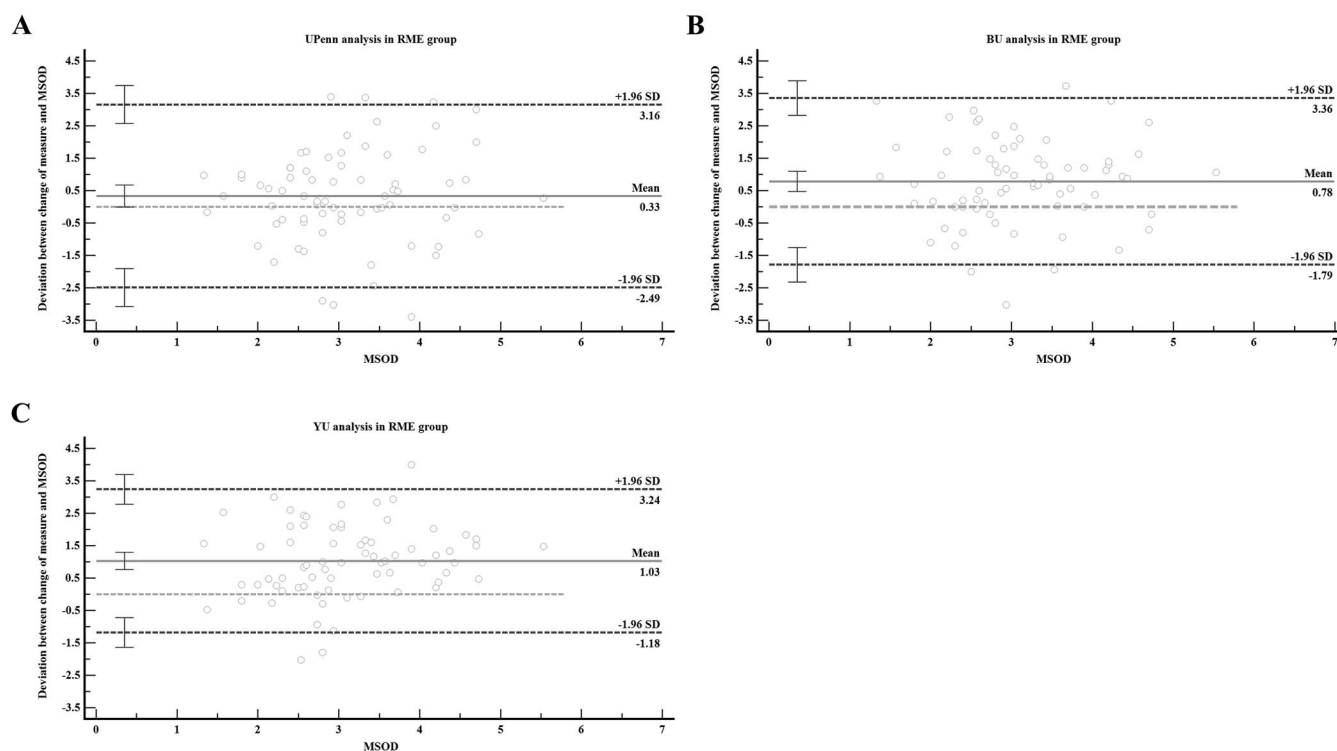 A
UPenn analysis in RME group
Deviation between change of measure and MSOD
4.5
3.5
2.5
1.5
0.5
-0.5
-1.5
-2.5
-3.5
+1.96 SD
3.16
Mean
0.33
-1.96 SD
-2.49
0 1 2 3 4 5 6 7
MSOD
B
BU analysis in RME group
Deviation between change of measure and MSOD
4.5
3.5
2.5
1.5
0.5
-0.5
-1.5
-2.5
-3.5
+1.96 SD
3.36
Mean
0.78
-1.96 SD
-1.79
0 1 2 3 4 5 6 7
MSOD
C
YU analysis in RME group
Deviation between change of measure and MSOD
4.5
3.5
2.5
1.5
0.5
-0.5
-1.5
-2.5
-3.5
+1.96 SD
3.24
Mean
1.03
-1.96 SD
-1.18
0 1 2 3 4 5 6 7
MSOD